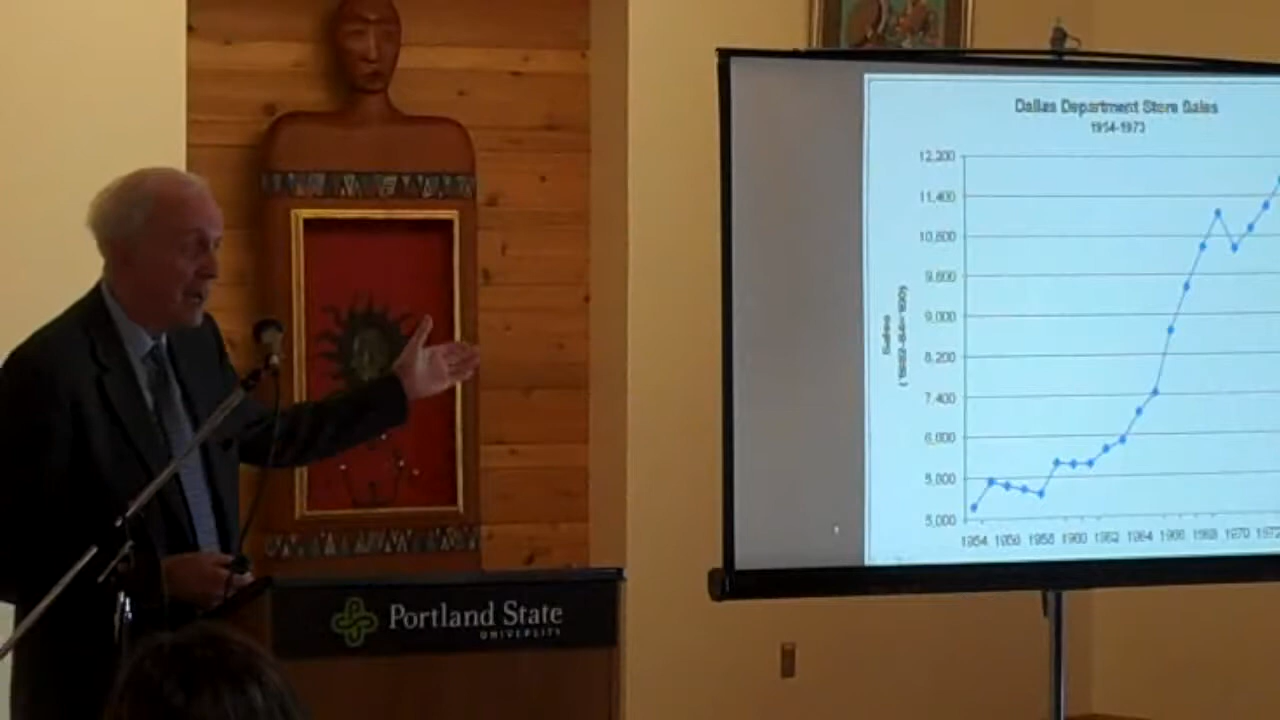 Dallas Department Store Sales
1954-1973
12,200
11,400
10,600
9,800
9,000
8,200
7,400
6,600
5,800
5,000
Sales
1954 1956 1958 1960 1962 1964 1966 1968 1970 1972
Portland State
UNIVERSITY